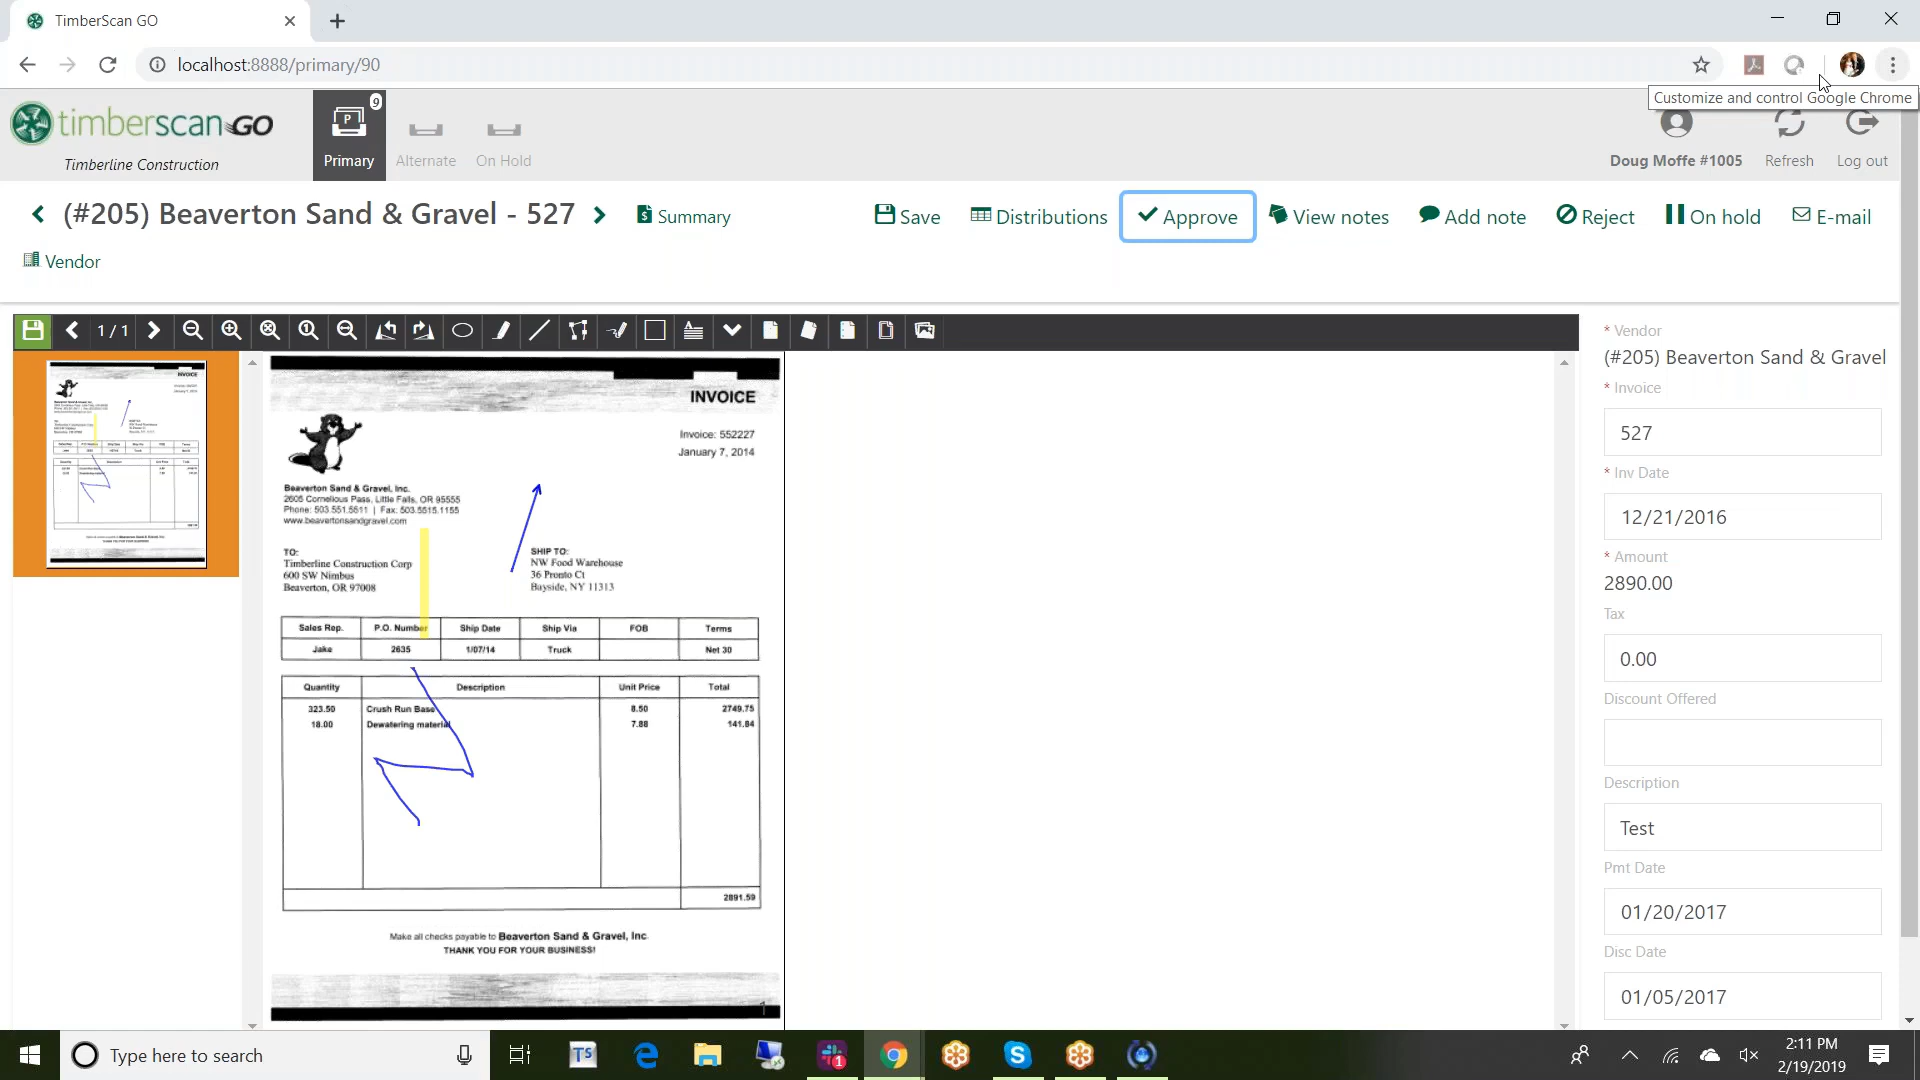 TimberScan GO
localhost:8888/primary/90
Customize and control Google Chrome
timberscan GO
Timberline Construction
P
9
Primary
Alternate
On Hold
Doug Moffe #1005
Refresh
Log out
(#205) Beaverton Sand & Gravel - 527
Summary
Save
Distributions
Approve
View notes
Add note
Reject
On hold
E-mail
Vendor
1 / 1
INVOICE
Invoice: 552227
January 7, 2014
Beaverton Sand & Gravel, Inc.
2605 Cornelious Pass, Little Falls, OR 95555
Phone: 503.551.5511 | Fax: 503.5515.1155
www.beavertonsandgravel.com
TO:
Timberline Construction Corp
600 SW Nimbus
Beaverton, OR 97008
SHIP TO:
NW Food Warehouse
36 Pronto Ct
Bayside, NY 11313
Sales Rep. P.O. Number Ship Date Ship Via FOB Terms
Jake 2635 1/07/14 Truck Net 30
Quantity Description Unit Price Total
323.50 Crush Run Base 8.50 2749.75
18.00 Dewatering material 7.88 141.84
2891.59
Make all checks payable to Beaverton Sand & Gravel, Inc.
THANK YOU FOR YOUR BUSINESS!
1
* Vendor
(#205) Beaverton Sand & Gravel
* Invoice
527
* Inv Date
12/21/2016
* Amount
2890.00
Tax
0.00
Discount Offered
Description
Test
Pmt Date
01/20/2017
Disc Date
01/05/2017
Type here to search
TS
1
2:11 PM
2/19/2019